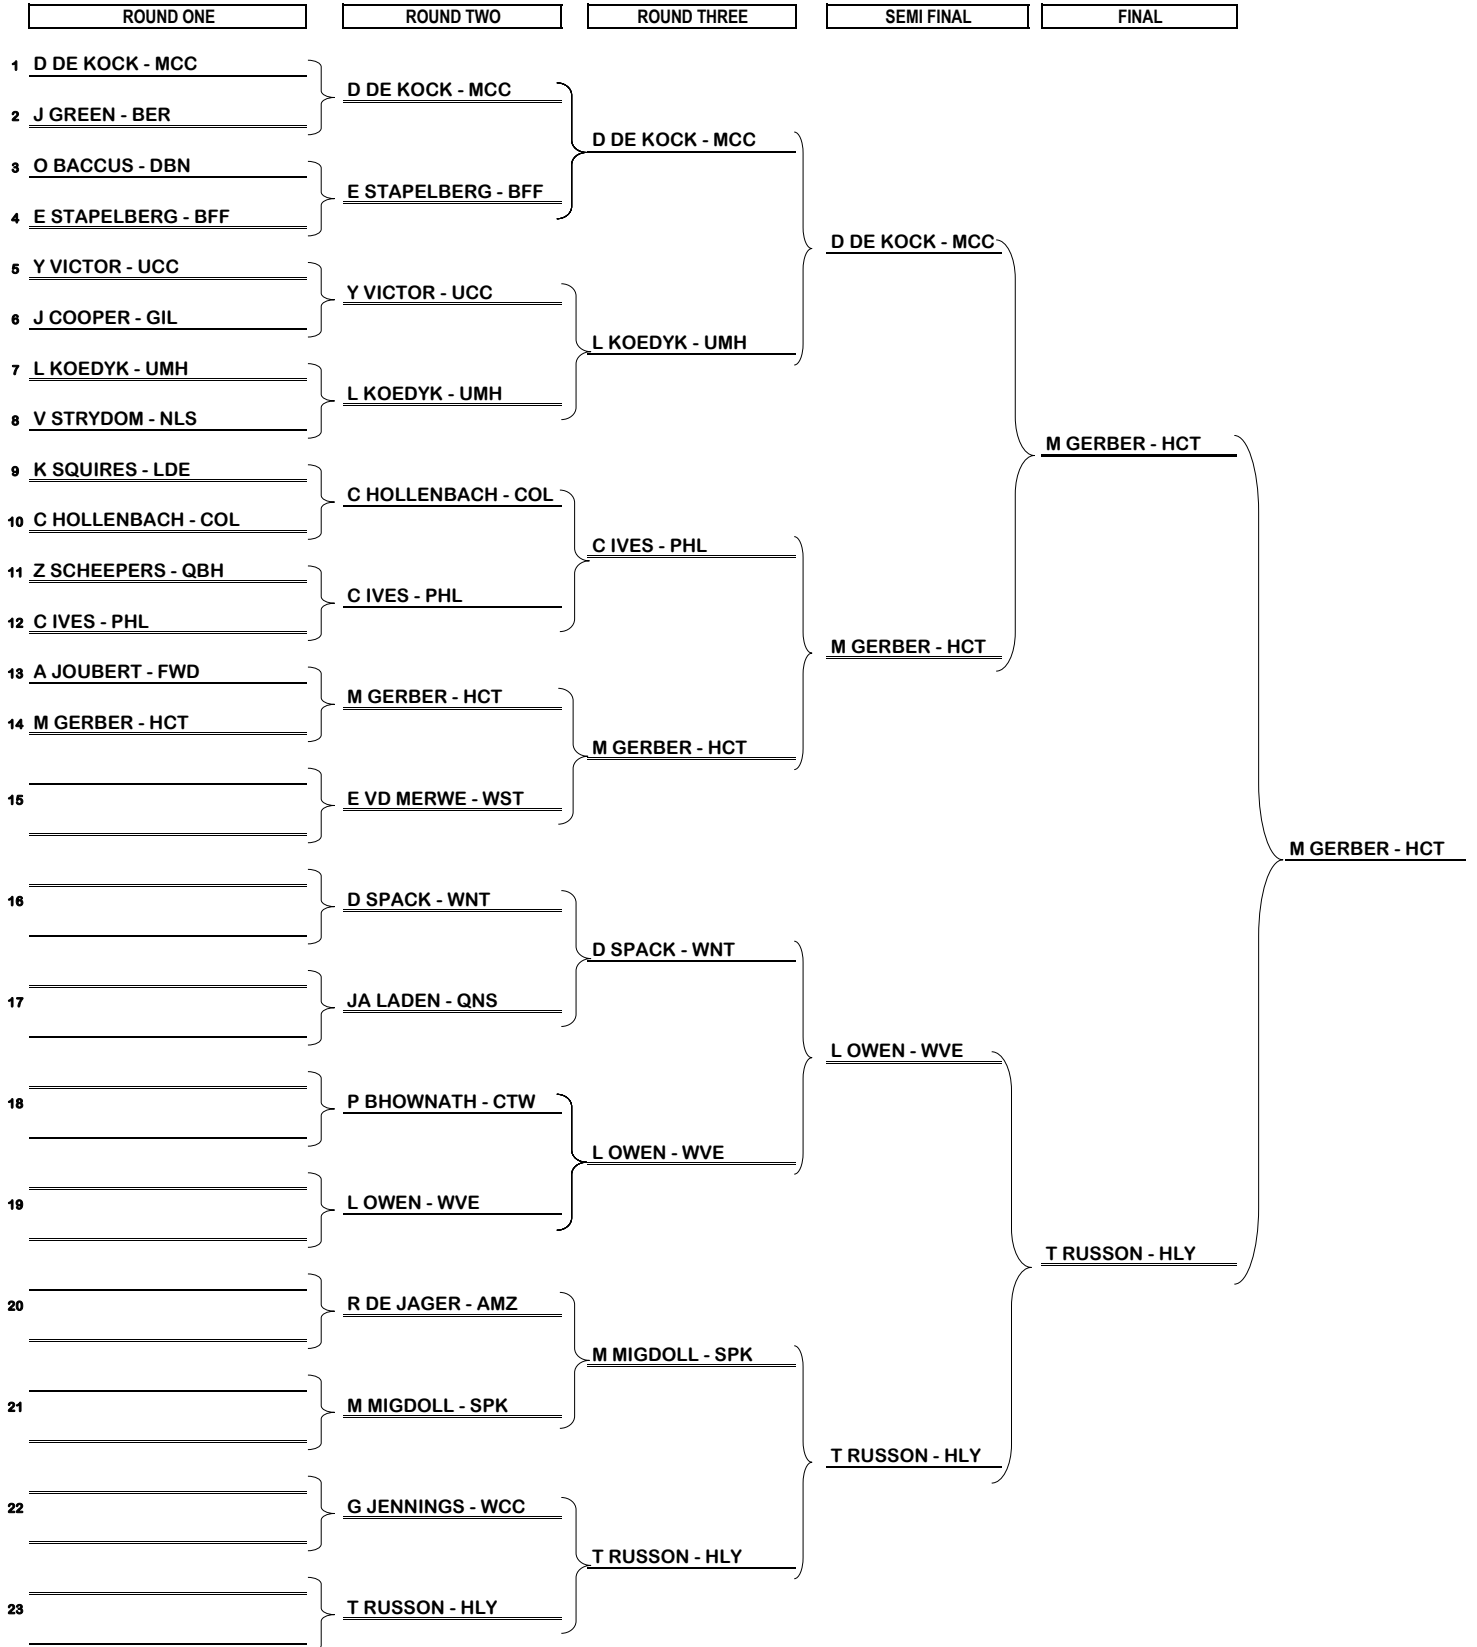 ROUND ONE
ROUND TWO
ROUND THREE
SEMI FINAL
FINAL
1 D DE KOCK - MCC
2 J GREEN - BER
3 O BACCUS - DBN
4 E STAPELBERG - BFF
5 Y VICTOR - UCC
6 J COOPER - GIL
7 L KOEDYK - UMH
8 V STRYDOM - NLS
9 K SQUIRES - LDE
10 C HOLLENBACH - COL
11 Z SCHEEPERS - QBH
12 C IVES - PHL
13 A JOUBERT - FWD
14 M GERBER - HCT
15
16
17
18
19
20
21
22
23
D DE KOCK - MCC
E STAPELBERG - BFF
Y VICTOR - UCC
L KOEDYK - UMH
C HOLLENBACH - COL
C IVES - PHL
M GERBER - HCT
E VD MERWE - WST
D SPACK - WNT
JA LADEN - QNS
P BHOWNATH - CTW
L OWEN - WVE
R DE JAGER - AMZ
M MIGDOLL - SPK
G JENNINGS - WCC
T RUSSON - HLY
D DE KOCK - MCC
L KOEDYK - UMH
C IVES - PHL
M GERBER - HCT
D SPACK - WNT
L OWEN - WVE
M MIGDOLL - SPK
T RUSSON - HLY
D DE KOCK - MCC
M GERBER - HCT
L OWEN - WVE
T RUSSON - HLY
M GERBER - HCT
T RUSSON - HLY
M GERBER - HCT